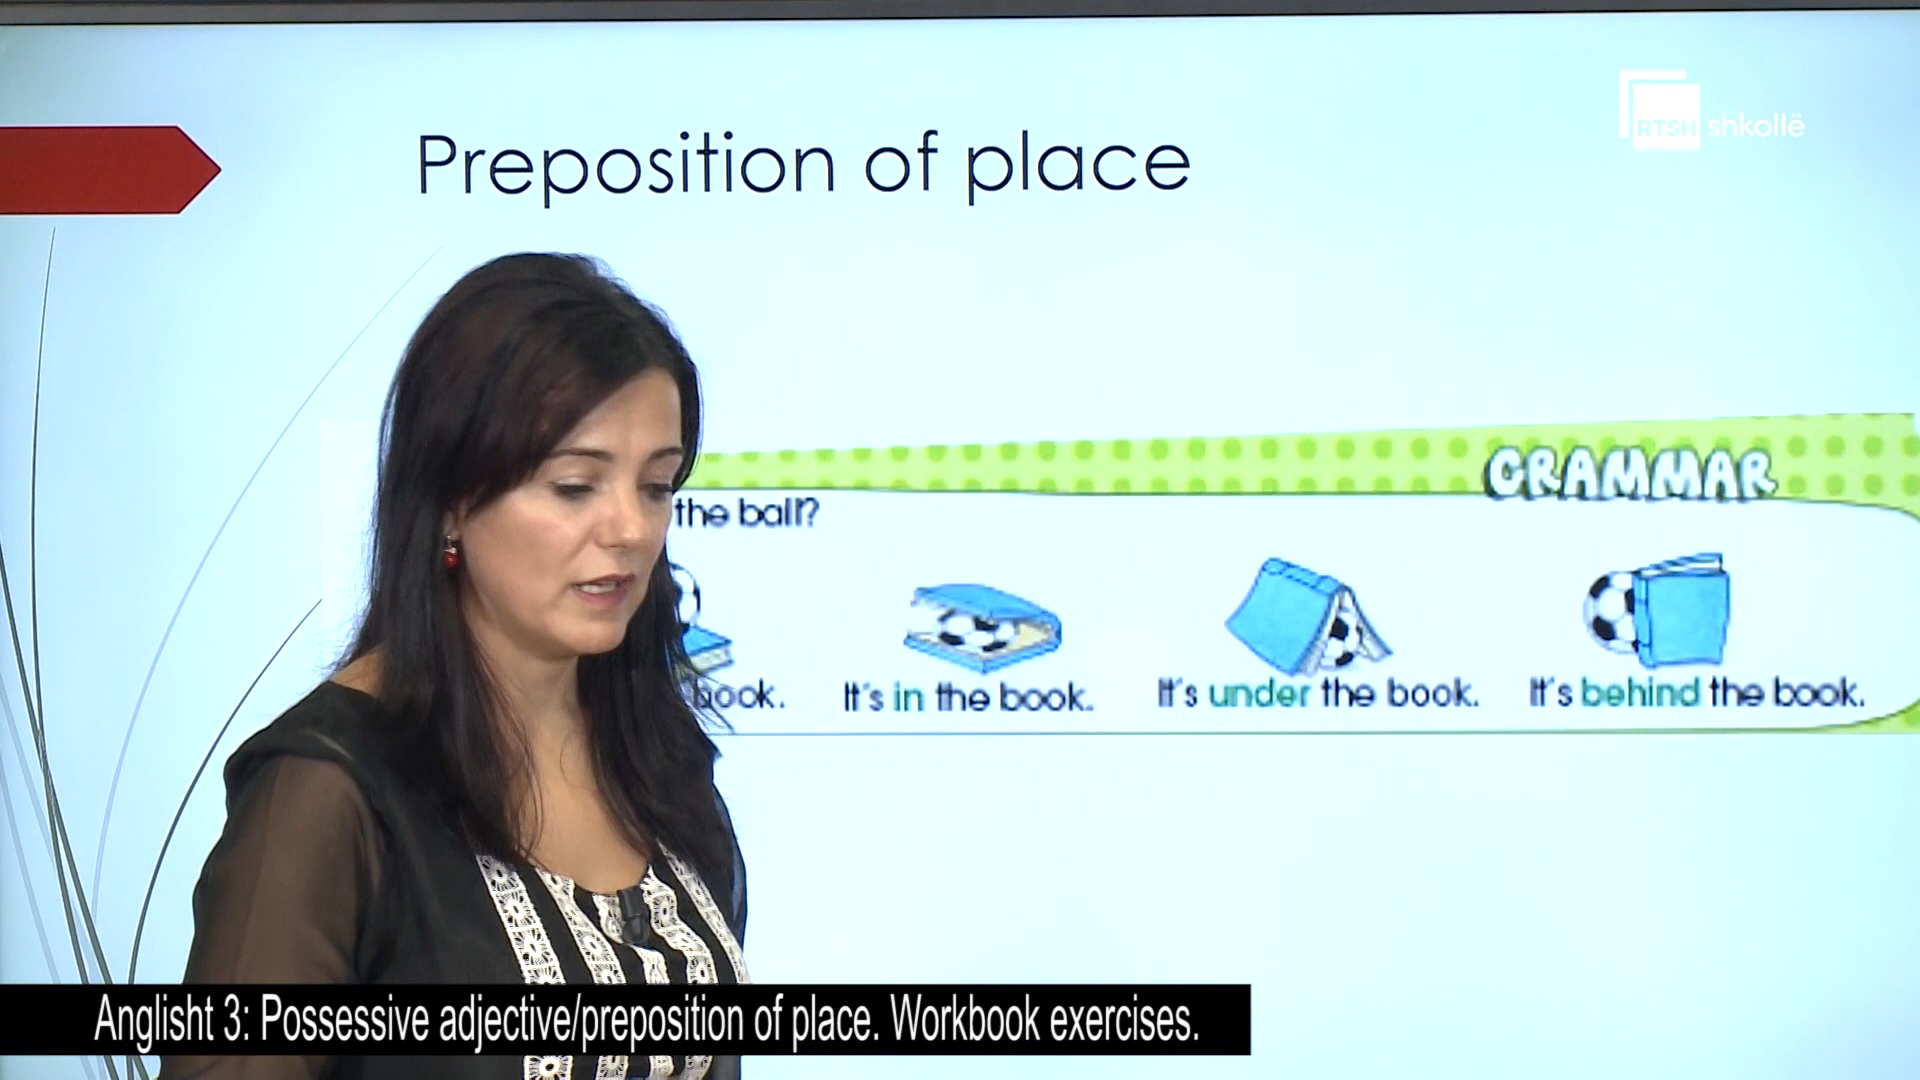 RTSH shkollë
Preposition of place
GRAMMAR
the ball?
book.
It's in the book.
It's under the book.
It's behind the book.
Anglisht 3: Possessive adjective/preposition of place. Workbook exercises.